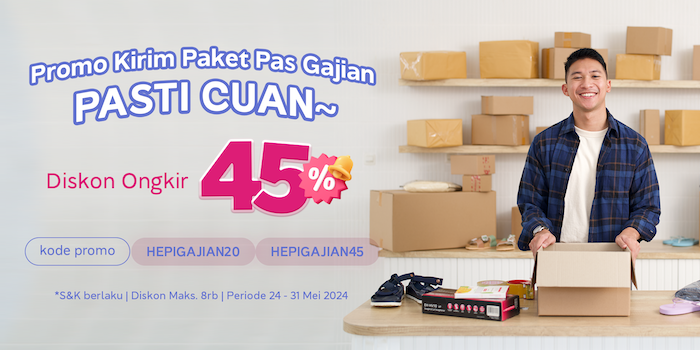 Promo Kirim Paket Pas Gajian
PASTI CUAN~
Diskon Ongkir 45%
kode promo HEPIGAJIAN20 HEPIGAJIAN45
*S&K berlaku | Diskon Maks. 8rb | Periode 24 - 31 Mei 2024